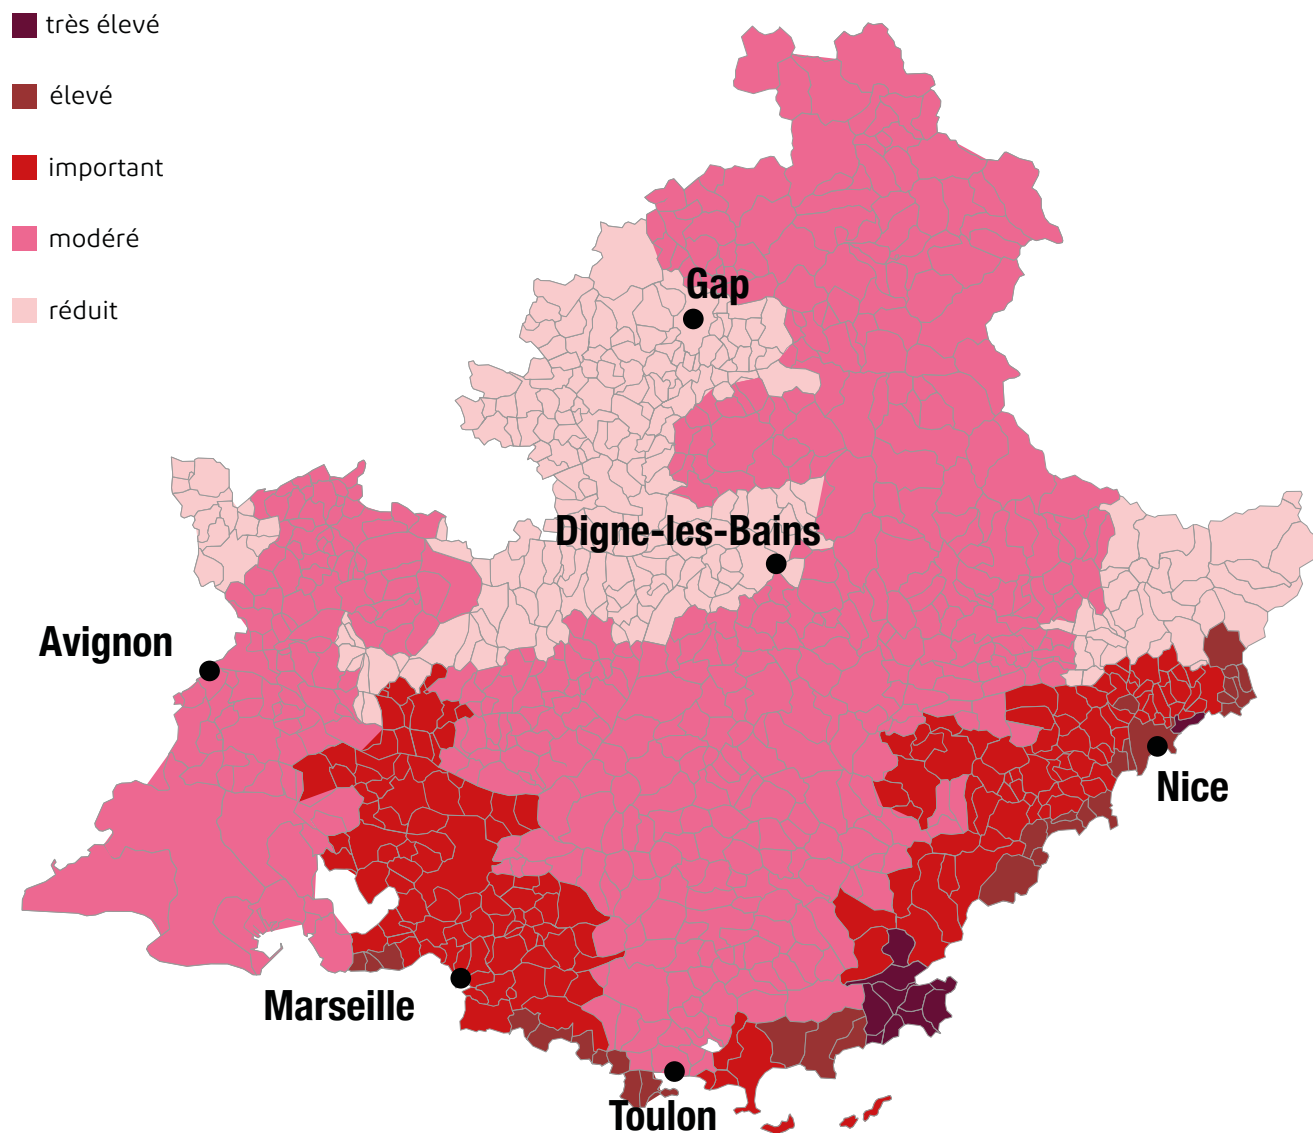 très élevé
élevé
important
modéré
réduit
Gap
Digne-les-Bains
Avignon
Nice
Marseille
Toulon